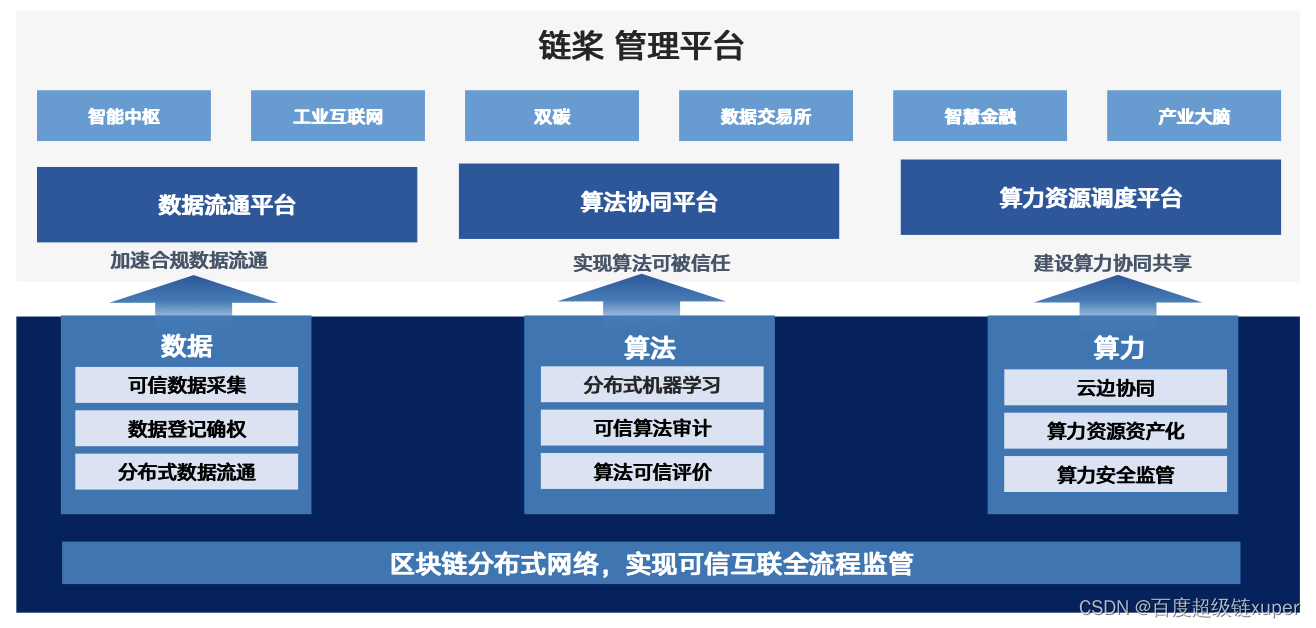 链桨 管理平台
智能中枢
工业互联网
双碳
数据交易所
智慧金融
产业大脑
数据流通平台
算法协同平台
算力资源调度平台
加速合规数据流通
实现算法可被信任
建设算力协同共享
数据
可信数据采集
数据登记确权
分布式数据流通
算法
分布式机器学习
可信算法审计
算法可信评价
算力
云边协同
算力资源资产化
算力安全监管
区块链分布式网络，实现可信互联全流程监管
CSDN @百度超级链xuper